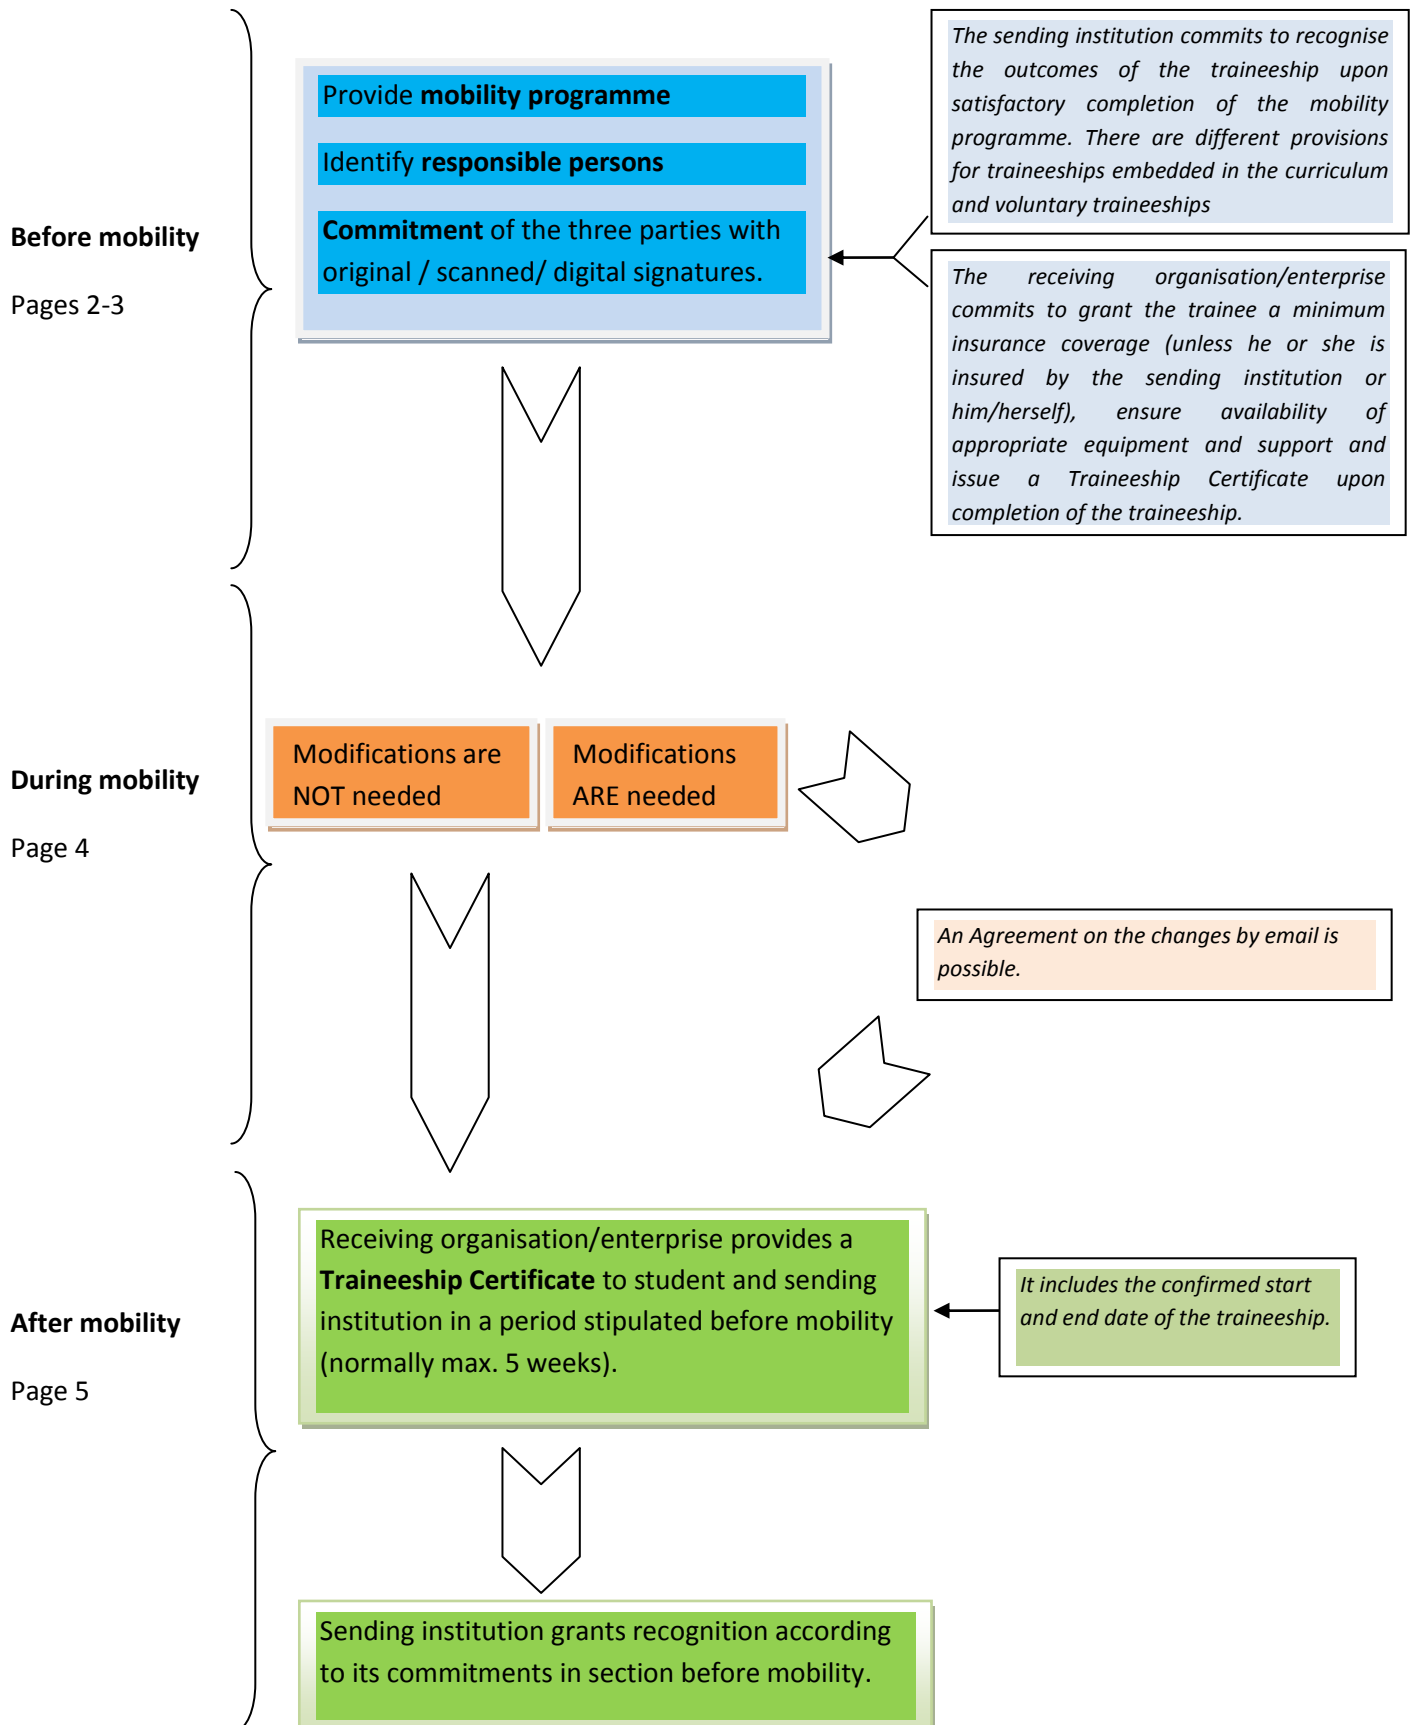 Before mobility
Pages 2-3
Provide mobility programme
Identify responsible persons
Commitment of the three parties with
original / scanned/ digital signatures.
The sending institution commits to recognise
the outcomes of the traineeship upon
satisfactory completion of the mobility
programme. There are different provisions
for traineeships embedded in the curriculum
and voluntary traineeships
The receiving organisation/enterprise
commits to grant the trainee a minimum
insurance coverage (unless he or she is
insured by the sending institution or
him/herself), ensure availability of
appropriate equipment and support and
issue a Traineeship Certificate upon
completion of the traineeship.
During mobility
Page 4
Modifications are
NOT needed
Modifications
ARE needed
An Agreement on the changes by email is
possible.
After mobility
Page 5
Receiving organisation/enterprise provides a
Traineeship Certificate to student and sending
institution in a period stipulated before mobility
(normally max. 5 weeks).
It includes the confirmed start
and end date of the traineeship.
Sending institution grants recognition according
to its commitments in section before mobility.